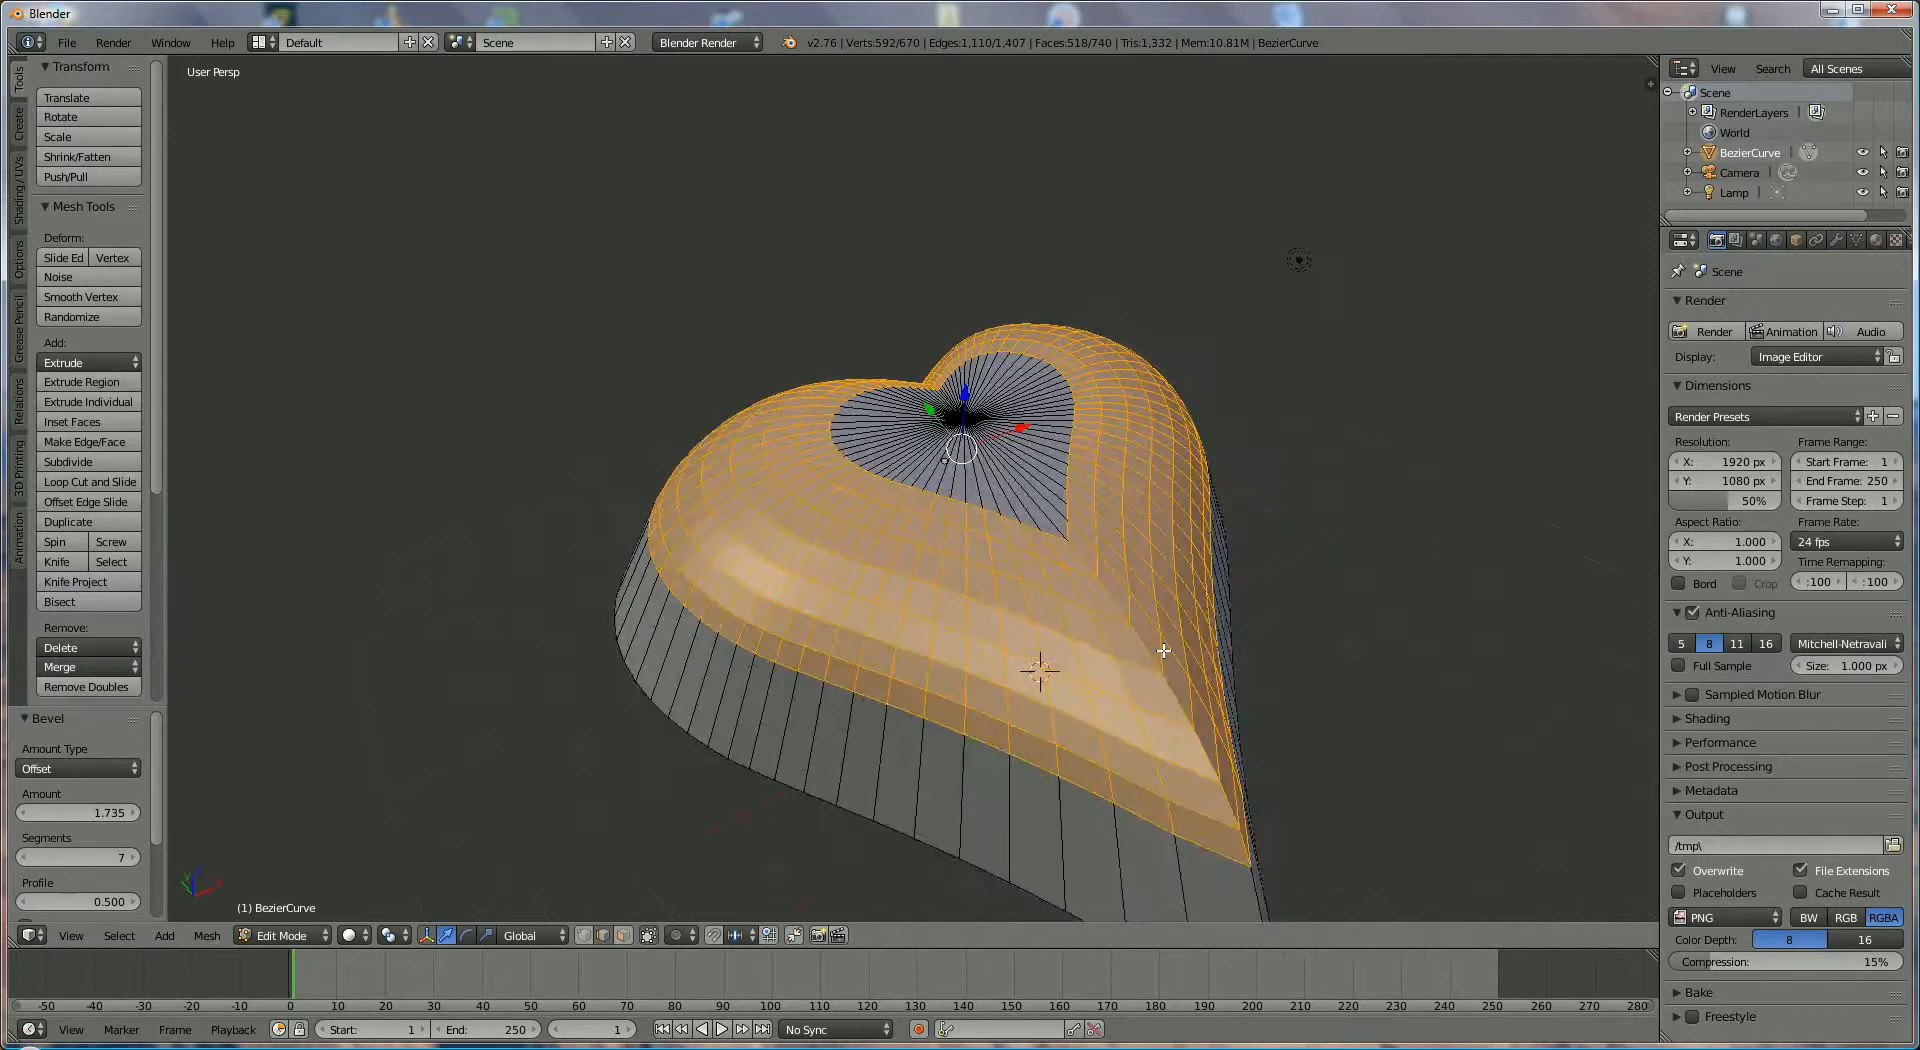 Blender
File Render Window Help Default Scene Blender Render v2.76 | Verts:592/670 | Edges:1,110/1,407 | Faces:518/740 | Tris:1,332 | Mem:10.81M | BezierCurve
Tools
Create
Shading / UVs
Options
Grease Pencil
Relations
3D Printing
Animation
Transform
Translate
Rotate
Scale
Shrink/Fatten
Push/Pull
Mesh Tools
Deform:
Slide Ed Vertex
Noise
Smooth Vertex
Randomize
Add:
Extrude
Extrude Region
Extrude Individual
Inset Faces
Make Edge/Face
Subdivide
Loop Cut and Slide
Offset Edge Slide
Duplicate
Spin Screw
Knife Select
Knife Project
Bisect
Remove:
Delete
Merge
Remove Doubles
Bevel
Amount Type
Offset
Amount
1.735
Segments
7
Profile
0.500
User Persp
(1) BezierCurve
View Select Add Mesh Edit Mode Global
-50 -40 -30 -20 -10 0 10 20 30 40 50 60 70 80 90 100 110 120 130 140 150 160 170 180 190 200 210 220 230 240 250 260 270 280
View Marker Frame Playback Start: 1 End: 250 1 No Sync
View Search All Scenes
Scene
RenderLayers
World
BezierCurve
Camera
Lamp
Scene
Render
Render Animation Audio
Display: Image Editor
Dimensions
Render Presets
Resolution: Frame Range:
X: 1920 px Start Frame: 1
Y: 1080 px End Frame: 250
50% Frame Step: 1
Aspect Ratio: Frame Rate:
X: 1.000 24 fps
Y: 1.000 Time Remapping:
Bord Crop :100 :100
Anti-Aliasing
5 8 11 16 Mitchell-Netravali
Full Sample Size: 1.000 px
Sampled Motion Blur
Shading
Performance
Post Processing
Metadata
Output
/tmp\
Overwrite File Extensions
Placeholders Cache Result
PNG BW RGB RGBA
Color Depth: 8 16
Compression: 15%
Bake
Freestyle